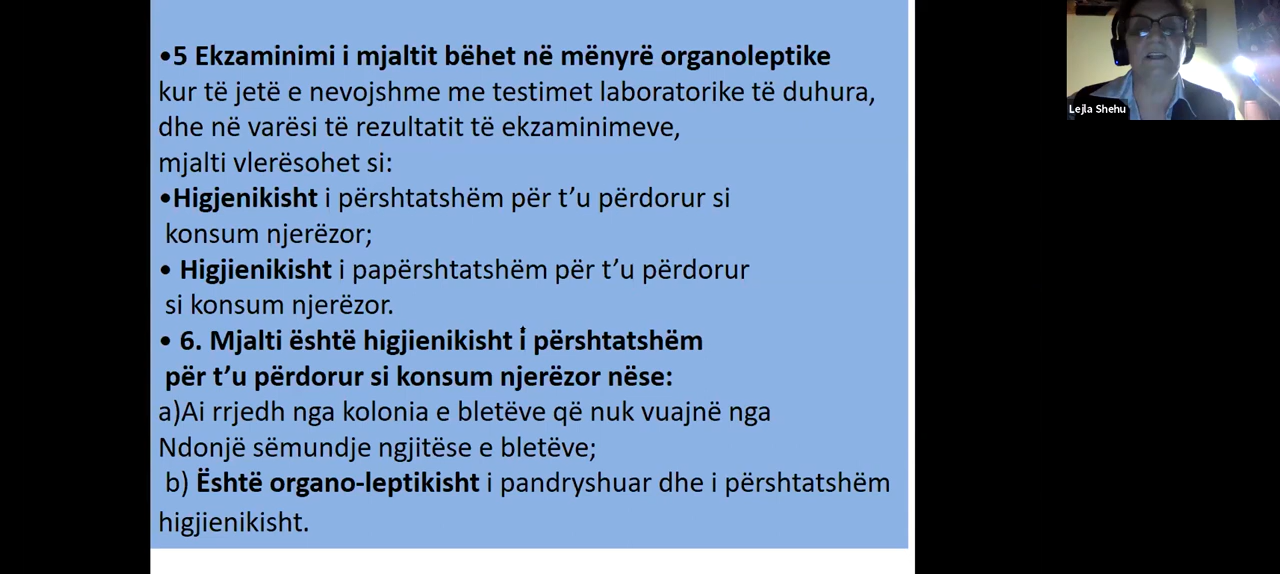 •5 Ekzaminimi i mjaltit bëhet në mënyrë organoleptike
kur të jetë e nevojshme me testimet laboratorike të duhura,
dhe në varësi të rezultatit të ekzaminimeve,
mjalti vlerësohet si:
•Higjenikisht i përshtatshëm për t’u përdorur si
konsum njerëzor;
• Higjienikisht i papërshtatshëm për t’u përdorur
si konsum njerëzor.
• 6. Mjalti është higjienikisht i përshtatshëm
për t’u përdorur si konsum njerëzor nëse:
a)Ai rrjedh nga kolonia e bletëve që nuk vuajnë nga
Ndonjë sëmundje ngjitëse e bletëve;
b) Është organo-leptikisht i pandryshuar dhe i përshtatshëm
higjienikisht.
Lejla Shehu